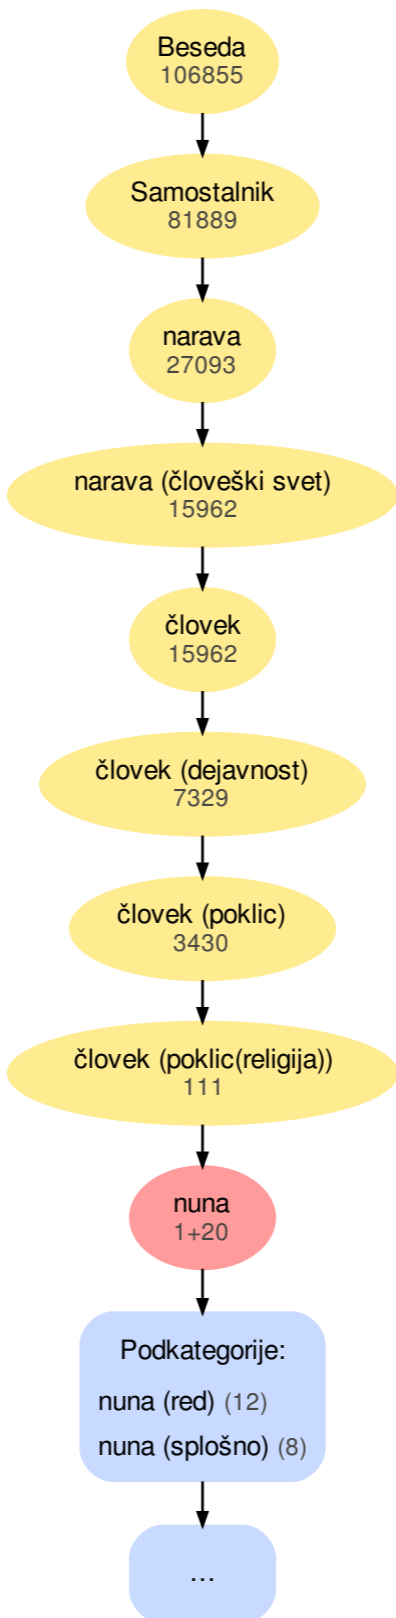 Beseda
106855
Samostalnik
81889
narava
27093
narava (človeški svet)
15962
človek
15962
človek (dejavnost)
7329
človek (poklic)
3430
človek (poklic(religija))
111
nuna
1+20
Podkategorije:
nuna (red) (12)
nuna (splošno) (8)
...